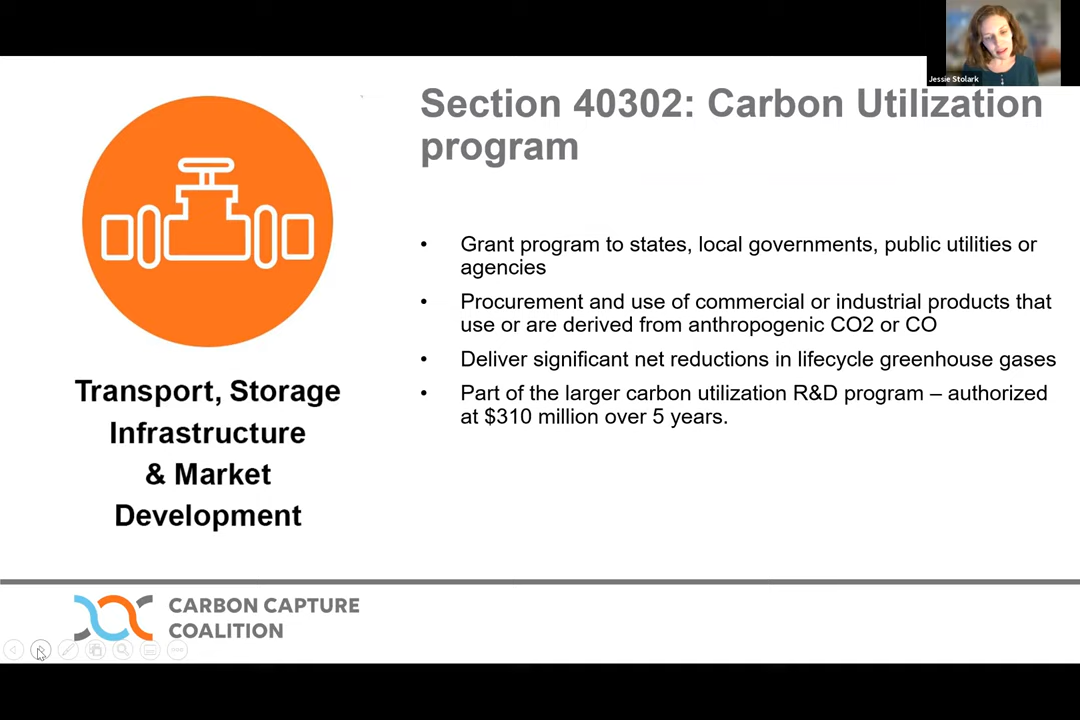 Jessie Stolark
Section 40302: Carbon Utilization
program
• Grant program to states, local governments, public utilities or
agencies
• Procurement and use of commercial or industrial products that
use or are derived from anthropogenic CO2 or CO
• Deliver significant net reductions in lifecycle greenhouse gases
• Part of the larger carbon utilization R&D program – authorized
at $310 million over 5 years.
Transport, Storage
Infrastructure
& Market
Development
CARBON CAPTURE
COALITION